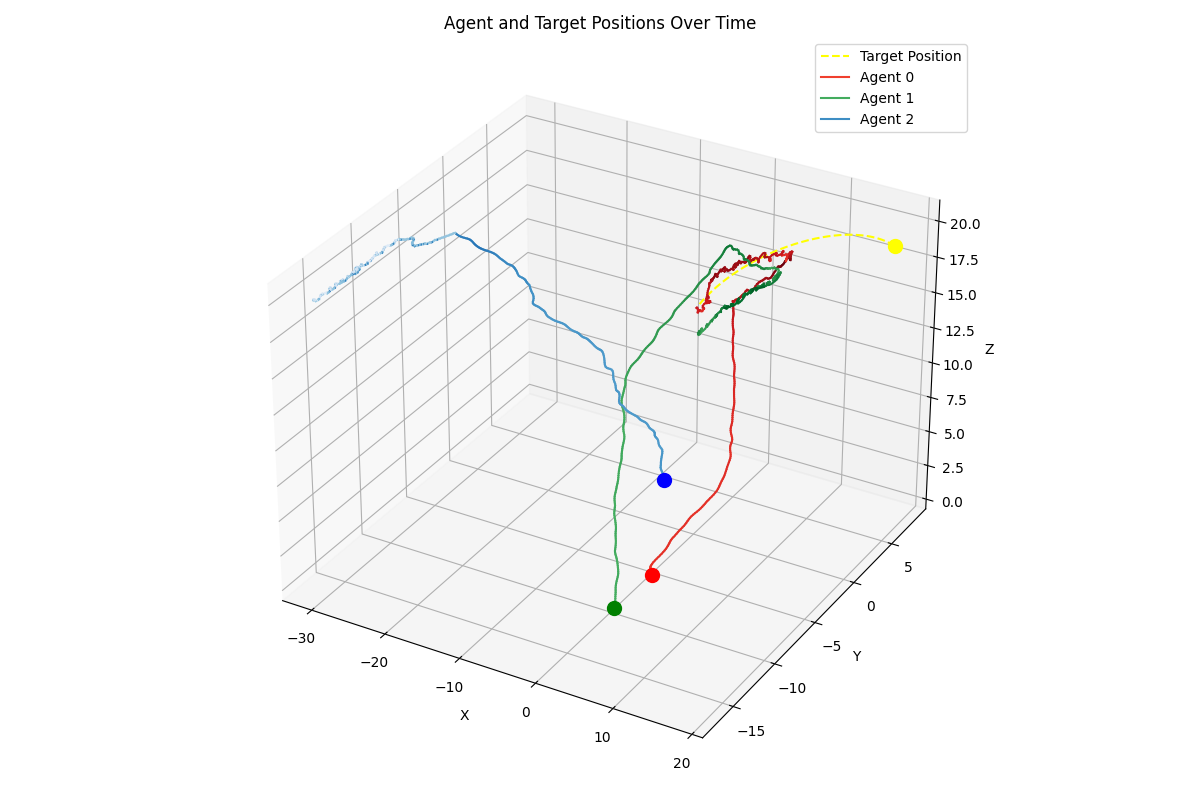 Agent and Target Positions Over Time
Target Position
Agent 0
Agent 1
Agent 2
20.0
17.5
15.0
12.5
10.0
7.5
5.0
2.5
0.0
Z
5
0
−5
−10
−15
Y
−30
−20
−10
0
10
20
X